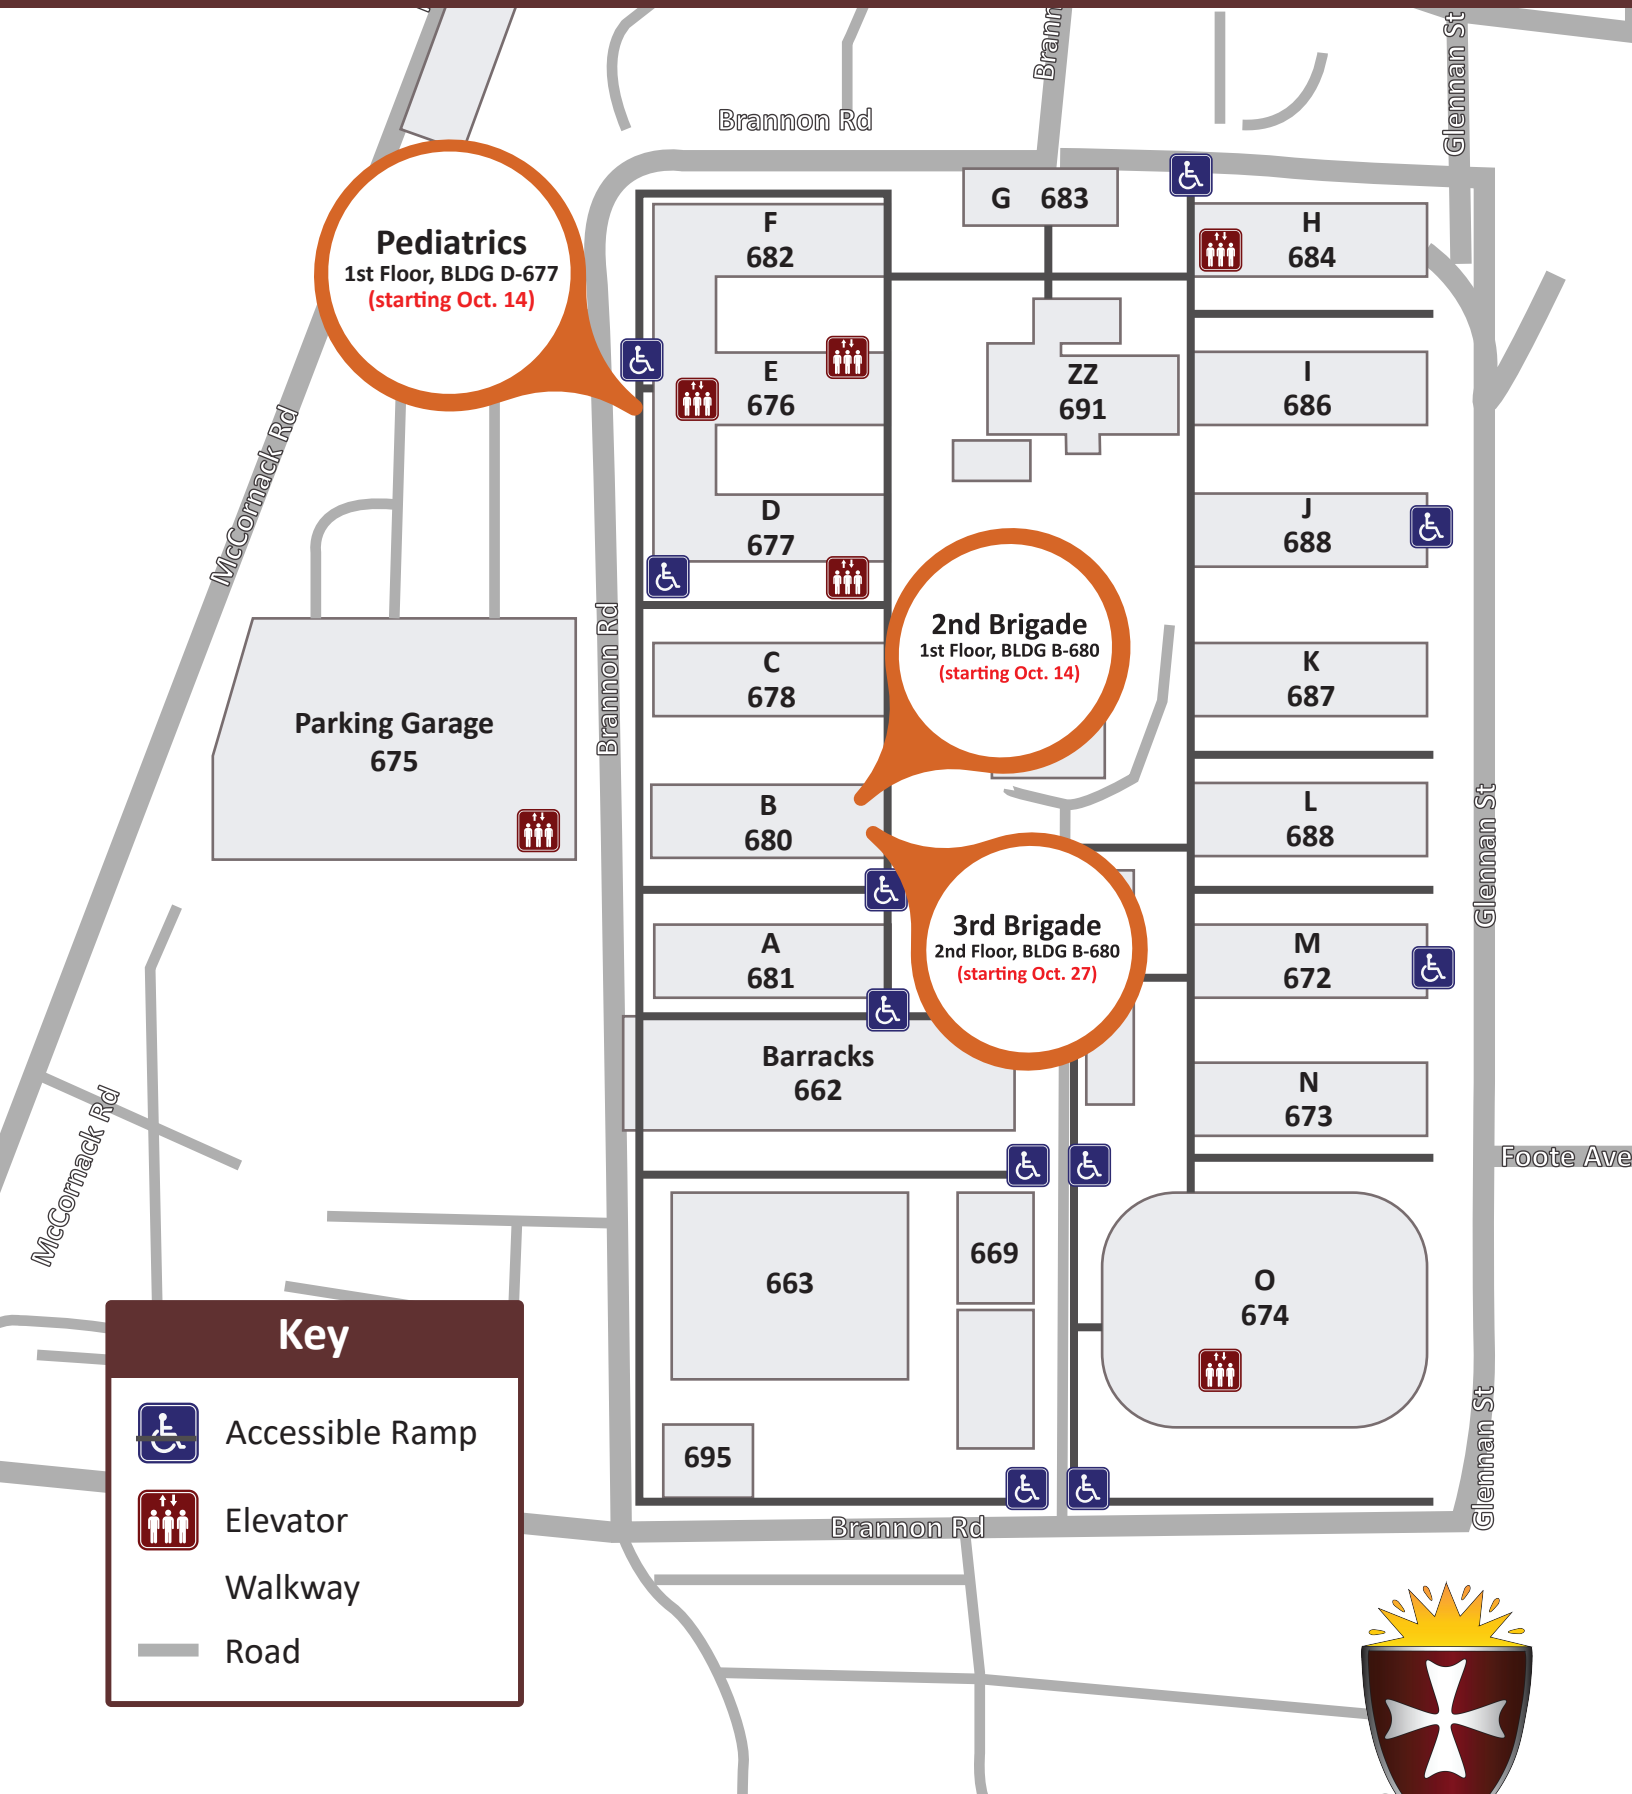 Glennan St
Brann
Brannon Rd
G 683
F
682
H
684
Pediatrics
1st Floor, BLDG D-677
(starting Oct. 14)
E
676
ZZ
691
I
686
McCornack Rd
D
677
J
688
2nd Brigade
1st Floor, BLDG B-680
(starting Oct. 14)
Brannon Rd
C
678
K
687
Parking Garage
675
B
680
L
688
Glennan St
3rd Brigade
2nd Floor, BLDG B-680
(starting Oct. 27)
A
681
M
672
Barracks
662
N
673
McCornack Rd
Foote Ave
669
663
O
674
Key
Accessible Ramp
Elevator
Walkway
Road
695
Glennan St
Brannon Rd